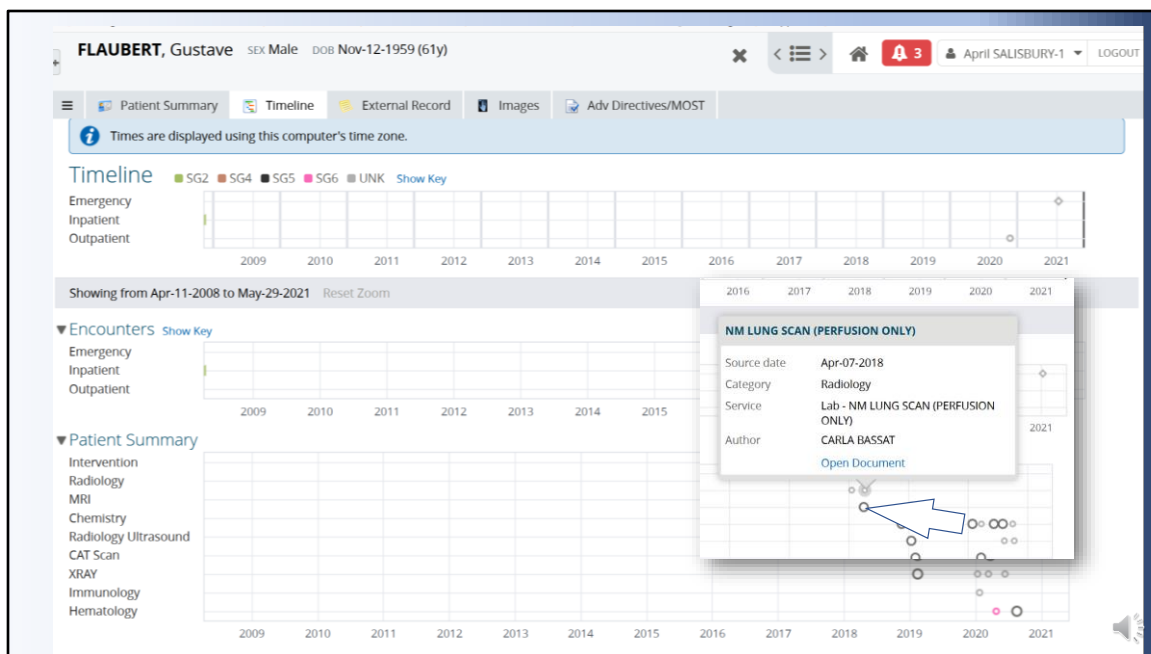 FLAUBERT, Gustave SEX Male DOB Nov-12-1959 (61y)
3 April SALISBURY-1 LOGOUT
Patient Summary Timeline External Record Images Adv Directives/MOST
Times are displayed using this computer's time zone.
Timeline SG2 SG4 SG5 SG6 UNK Show Key
Emergency
Inpatient
Outpatient
2009 2010 2011 2012 2013 2014 2015 2016 2017 2018 2019 2020 2021
Showing from Apr-11-2008 to May-29-2021 Reset Zoom
Encounters Show Key
Emergency
Inpatient
Outpatient
2009 2010 2011 2012 2013 2014 2015
2016 2017 2018 2019 2020 2021
NM LUNG SCAN (PERFUSION ONLY)
Source date Apr-07-2018
Category Radiology
Service Lab - NM LUNG SCAN (PERFUSION
ONLY)
Author CARLA BASSAT
Open Document
2021
Patient Summary
Intervention
Radiology
MRI
Chemistry
Radiology Ultrasound
CAT Scan
XRAY
Immunology
Hematology
2009 2010 2011 2012 2013 2014 2015 2016 2017 2018 2019 2020 2021